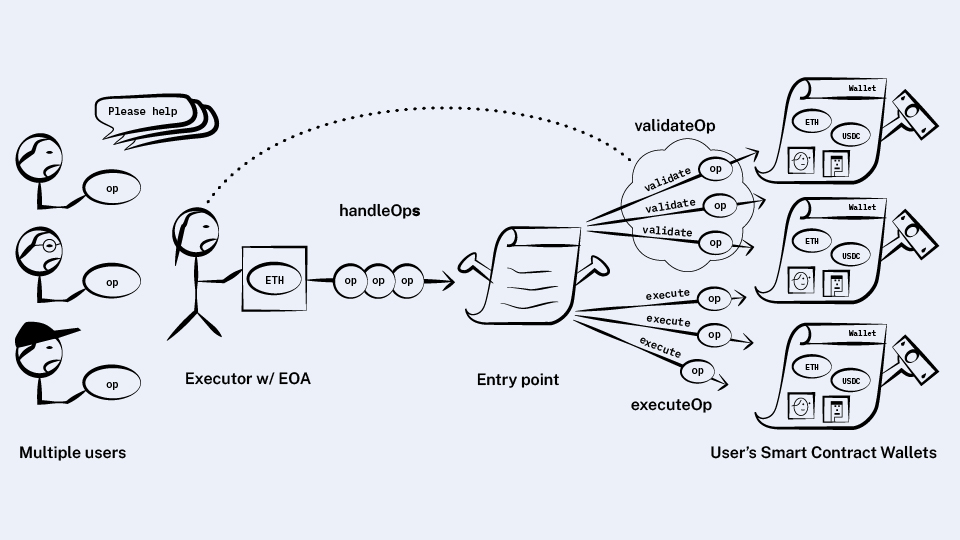 Please help
op
op
op
Multiple users
ETH
Executor w/ EOA
handleOps
op op op
Entry point
validateOp
validate op
validate op
validate op
execute op
execute op
execute op
executeOp
Wallet
ETH
USDC
Wallet
ETH
USDC
Wallet
ETH
USDC
User's Smart Contract Wallets